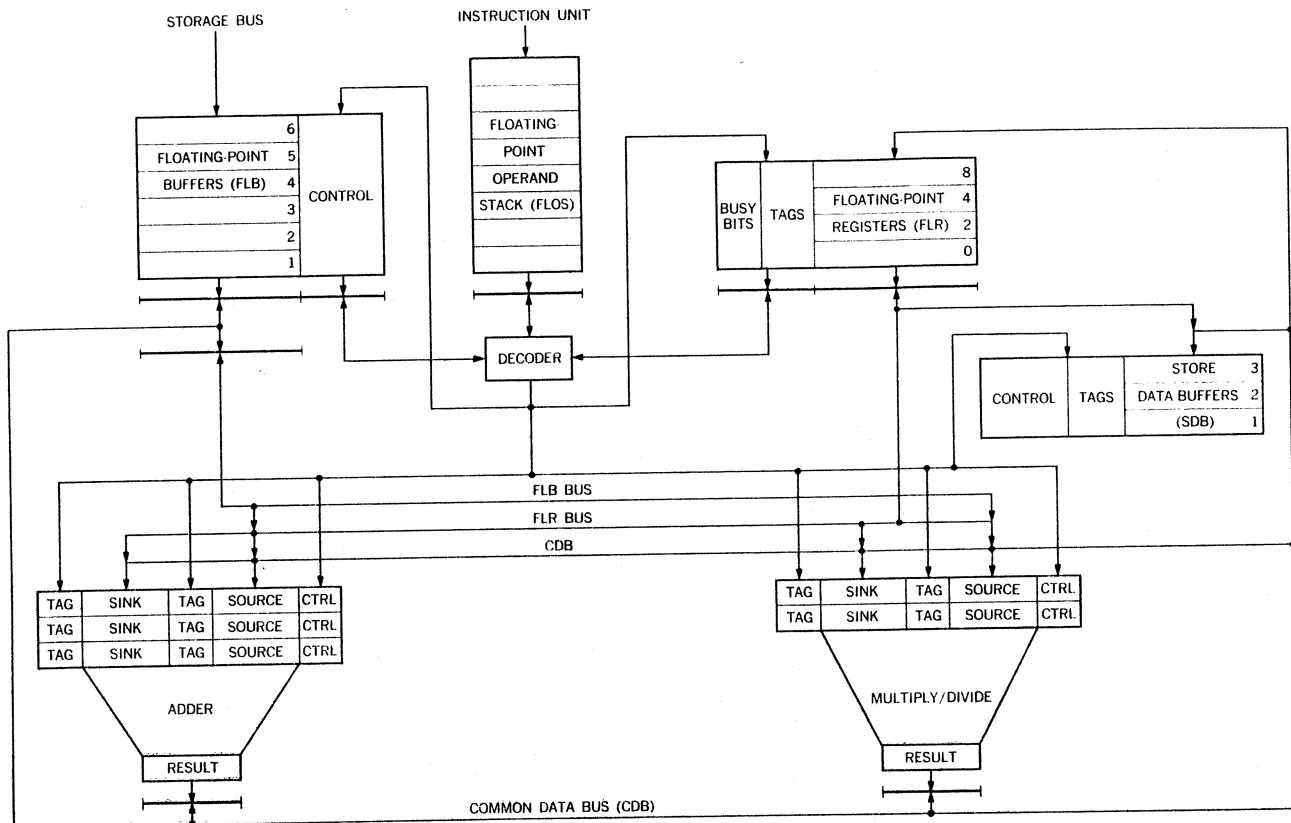 STORAGE BUS
INSTRUCTION UNIT
6
FLOATING-POINT 5
BUFFERS (FLB) 4
3
2
1
CONTROL
FLOATING-
POINT
OPERAND
STACK (FLOS)
BUSY
BITS
TAGS
8
FLOATING-POINT 4
REGISTERS (FLR) 2
0
DECODER
CONTROL
TAGS
STORE 3
DATA BUFFERS 2
(SDB) 1
FLB BUS
FLR BUS
CDB
TAG SINK TAG SOURCE CTRL
TAG SINK TAG SOURCE CTRL
TAG SINK TAG SOURCE CTRL
TAG SINK TAG SOURCE CTRL
TAG SINK TAG SOURCE CTRL
ADDER
MULTIPLY/DIVIDE
RESULT
RESULT
COMMON DATA BUS (CDB)